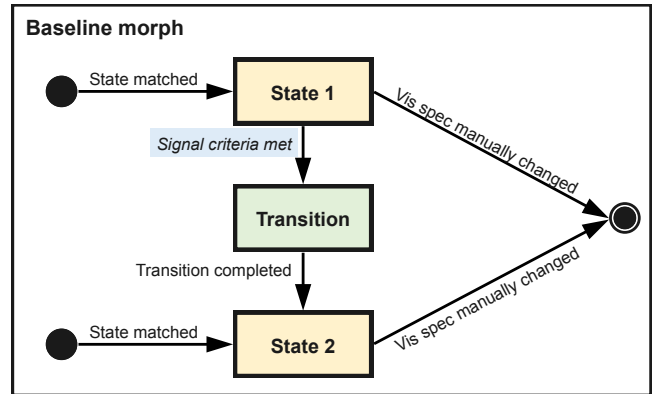 Baseline morph
State matched
State 1
Vis spec manually changed
Signal criteria met
Transition
Transition completed
State matched
State 2
Vis spec manually changed